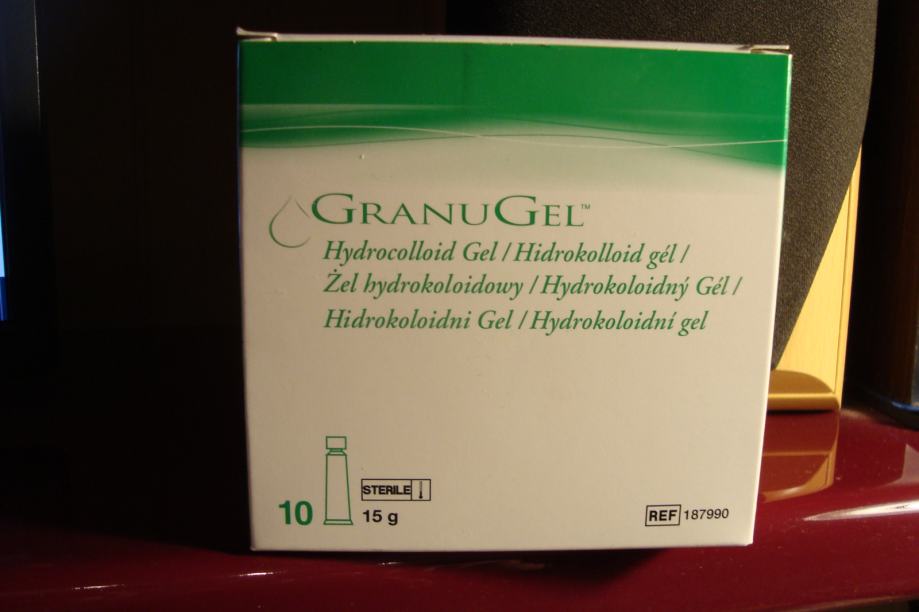 GRANUGEL™
Hydrocolloid Gel / Hidrokolloid gél /
Żel hydrokoloidowy / Hydrokoloidný Gél /
Hidrokoloidni Gel / Hydrokoloidní gel
STERILE
10
15 g
REF 187990